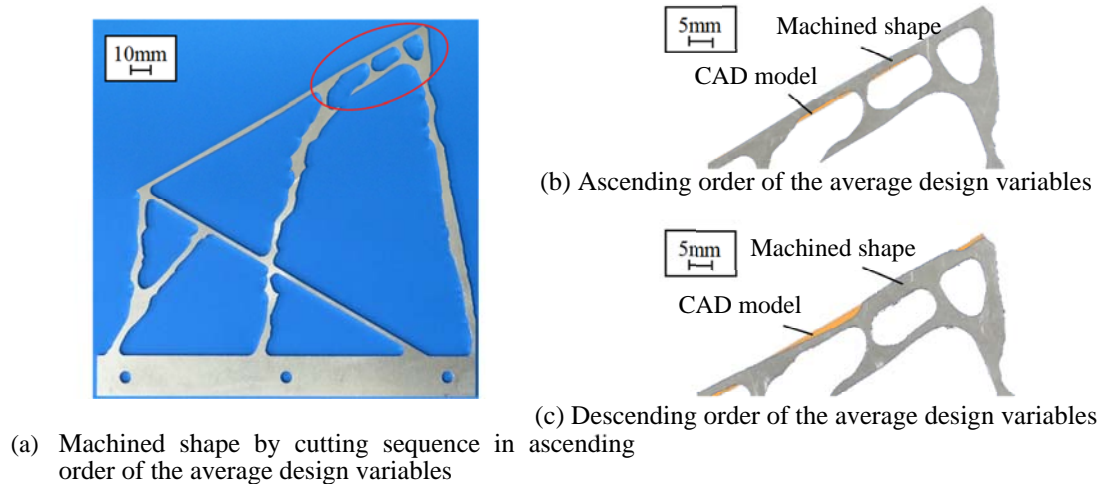 10mm
(a) Machined shape by cutting sequence in ascending
order of the average design variables
5mm
Machined shape
CAD model
(b) Ascending order of the average design variables
5mm
Machined shape
CAD model
(c) Descending order of the average design variables